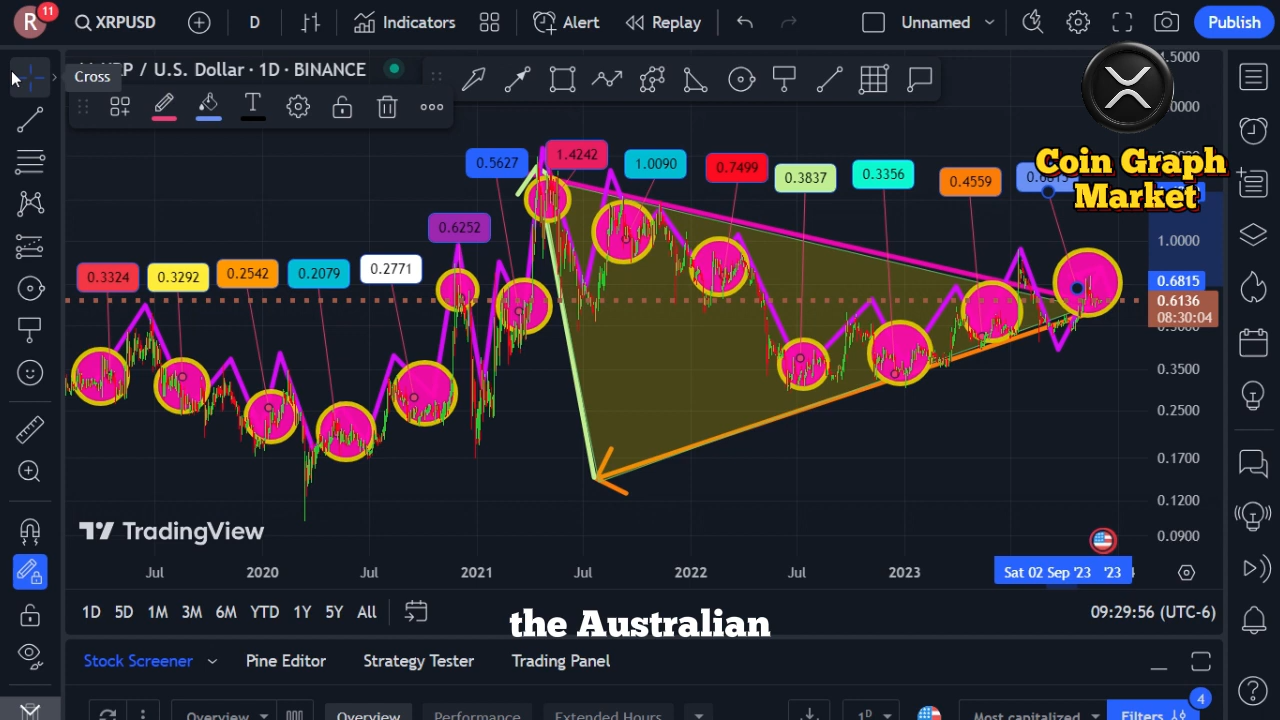 R 11 XRPUSD D Indicators Alert Replay Unnamed Publish
Cross
/ U.S. Dollar · 1D · BINANCE
T
Coin Graph
Market
0.5627 1.4242 1.0090 0.7499 0.3837 0.3356 0.4559
0.3324 0.3292 0.2542 0.2079 0.2771 0.6252
1.0000
0.6815
0.6136
08:30:04
0.3500
0.2500
0.1700
0.1200
0.0900
TradingView
Jul 2020 Jul 2021 Jul 2022 Jul 2023 Sat 02 Sep '23 '23
1D 5D 1M 3M 6M YTD 1Y 5Y All 09:29:56 (UTC-6)
the Australian
Stock Screener Pine Editor Strategy Tester Trading Panel
4
Overview Overview Performance Extended Hours 1D Most capitalized Filters